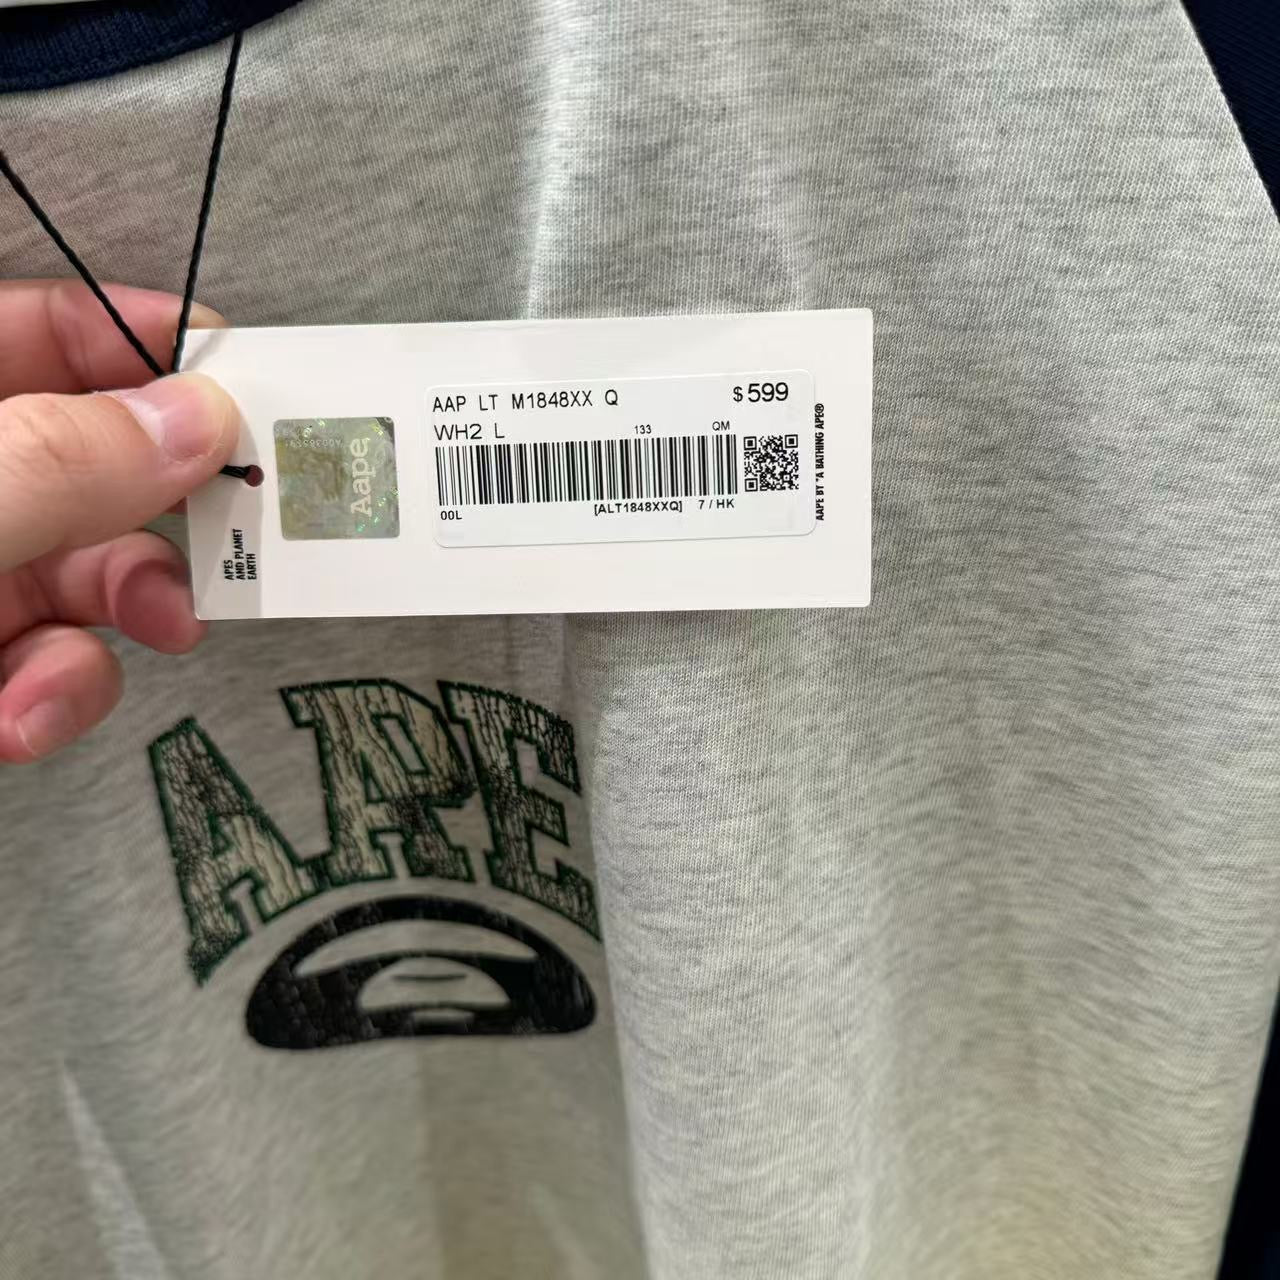 AAP LT M1848XX Q
$599
WH2 L
133
QM
00L
[ALT1848XXQ]
7 / HK
Aape
AAPE BY *A BATHING APE®
APES
AND PLANET
EARTH
APE